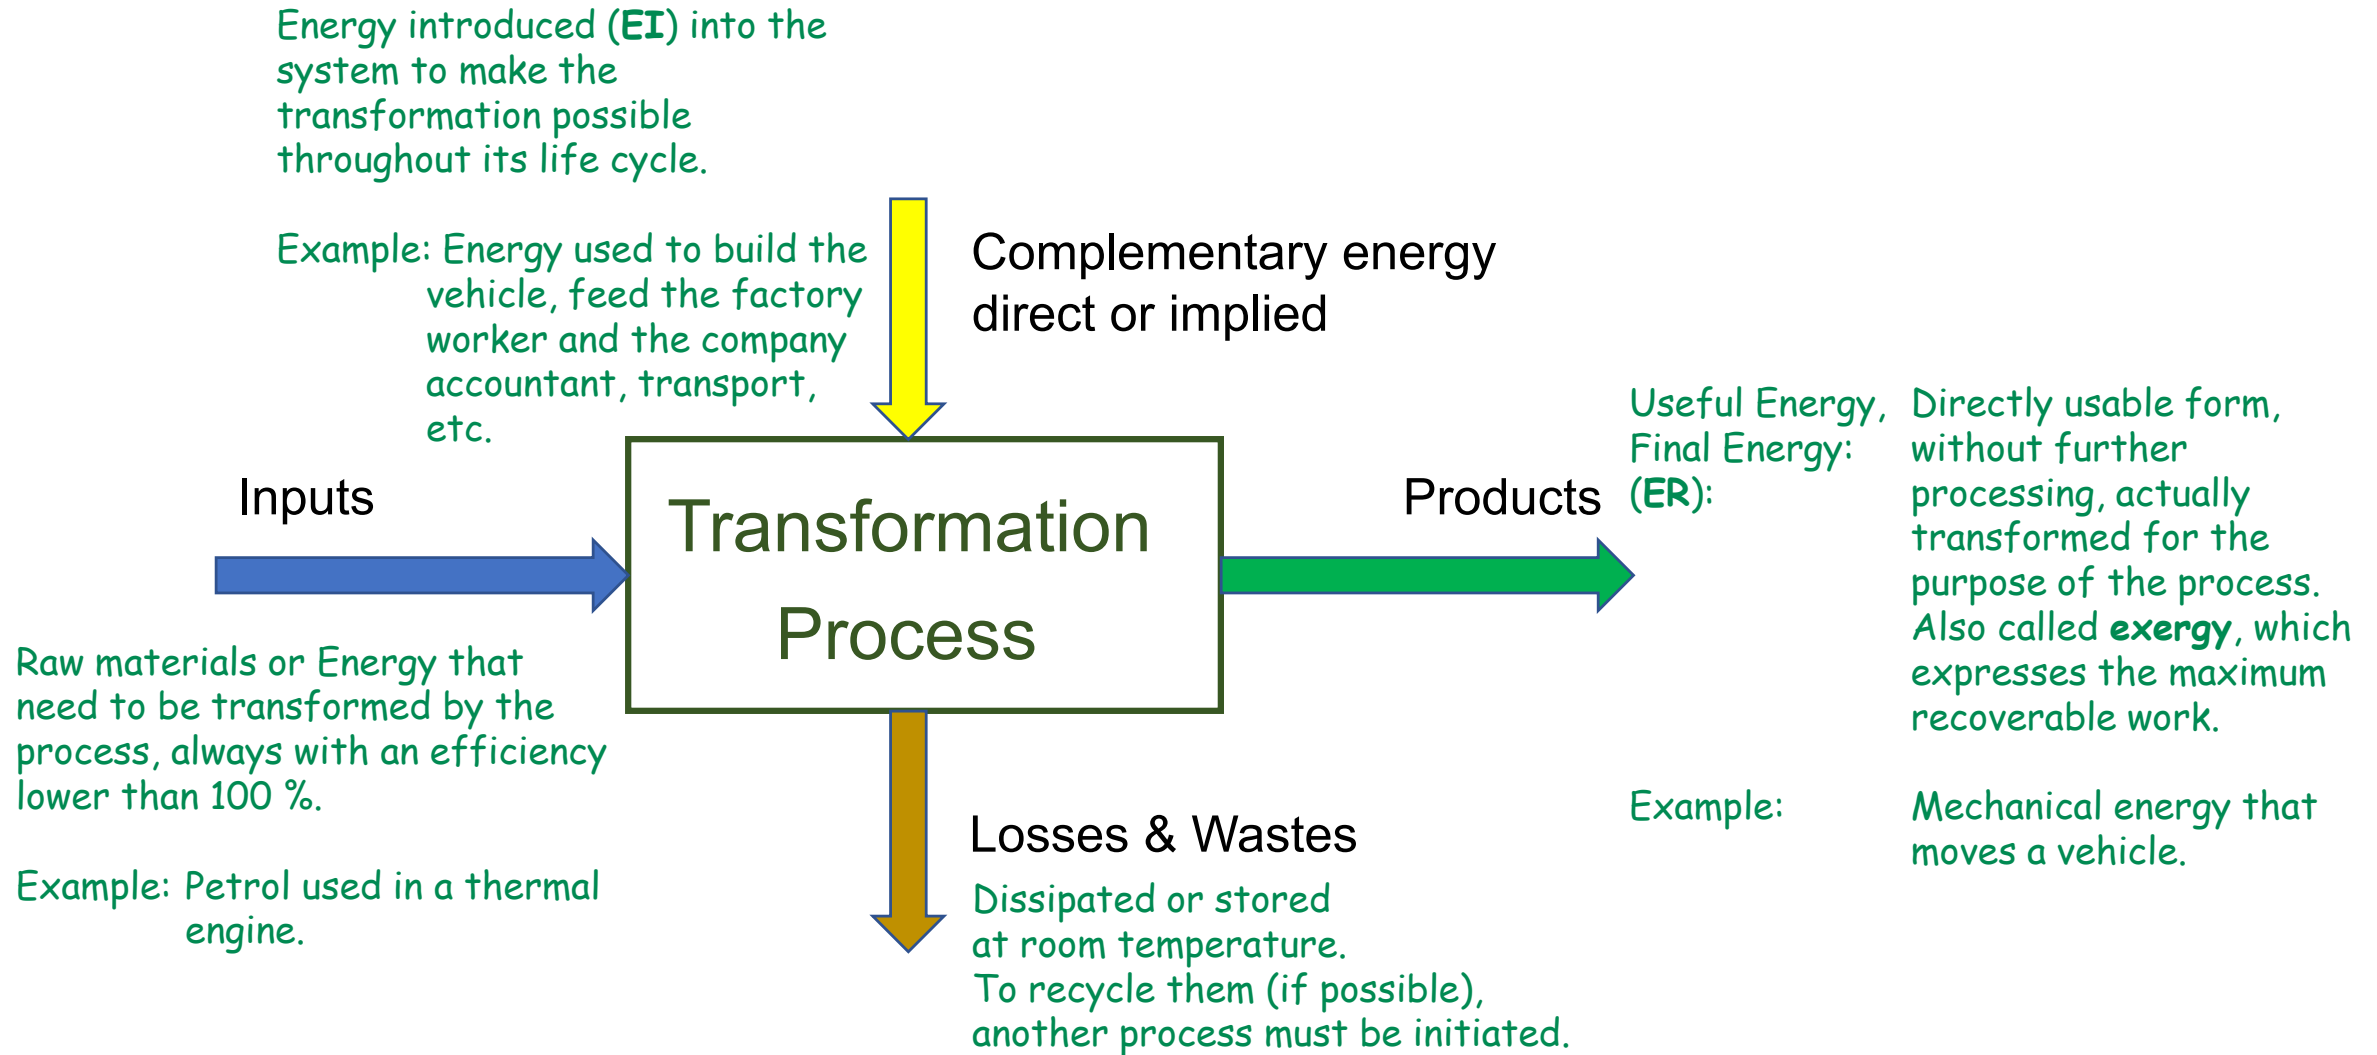 Energy introduced (EI) into the
system to make the
transformation possible
throughout its life cycle.
Example: Energy used to build the
vehicle, feed the factory
worker and the company
accountant, transport,
etc.
Complementary energy
direct or implied
Inputs
Raw materials or Energy that
need to be transformed by the
process, always with an efficiency
lower than 100 %.
Example: Petrol used in a thermal
engine.
Transformation
Process
Products
Useful Energy,
Final Energy:
(ER):
Directly usable form,
without further
processing, actually
transformed for the
purpose of the process.
Also called exergy, which
expresses the maximum
recoverable work.
Example:
Mechanical energy that
moves a vehicle.
Losses & Wastes
Dissipated or stored
at room temperature.
To recycle them (if possible),
another process must be initiated.